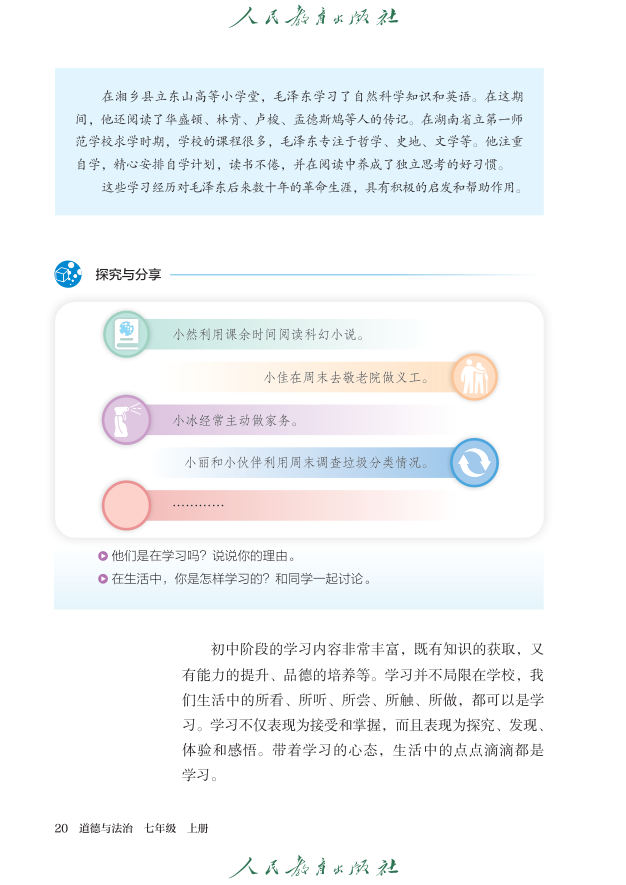 人民教育出版社
在湘乡县立东山高等小学堂，毛泽东学习了自然科学知识和英语。在这期
间，他还阅读了华盛顿、林肯、卢梭、孟德斯鸠等人的传记。在湖南省立第一师
范学校求学时期，学校的课程很多，毛泽东专注于哲学、史地、文学等。他注重
自学，精心安排自学计划，读书不倦，并在阅读中养成了独立思考的好习惯。
这些学习经历对毛泽东后来数十年的革命生涯，具有积极的启发和帮助作用。
探究与分享
小然利用课余时间阅读科幻小说。
小佳在周末去敬老院做义工。
小冰经常主动做家务。
小丽和小伙伴利用周末调查垃圾分类情况。
…………
他们是在学习吗？说说你的理由。
在生活中，你是怎样学习的？和同学一起讨论。
初中阶段的学习内容非常丰富，既有知识的获取，又
有能力的提升、品德的培养等。学习并不局限在学校，我
们生活中的所看、所听、所尝、所触、所做，都可以是学
习。学习不仅表现为接受和掌握，而且表现为探究、发现、
体验和感悟。带着学习的心态，生活中的点点滴滴都是
学习。
20 道德与法治 七年级 上册
人民教育出版社